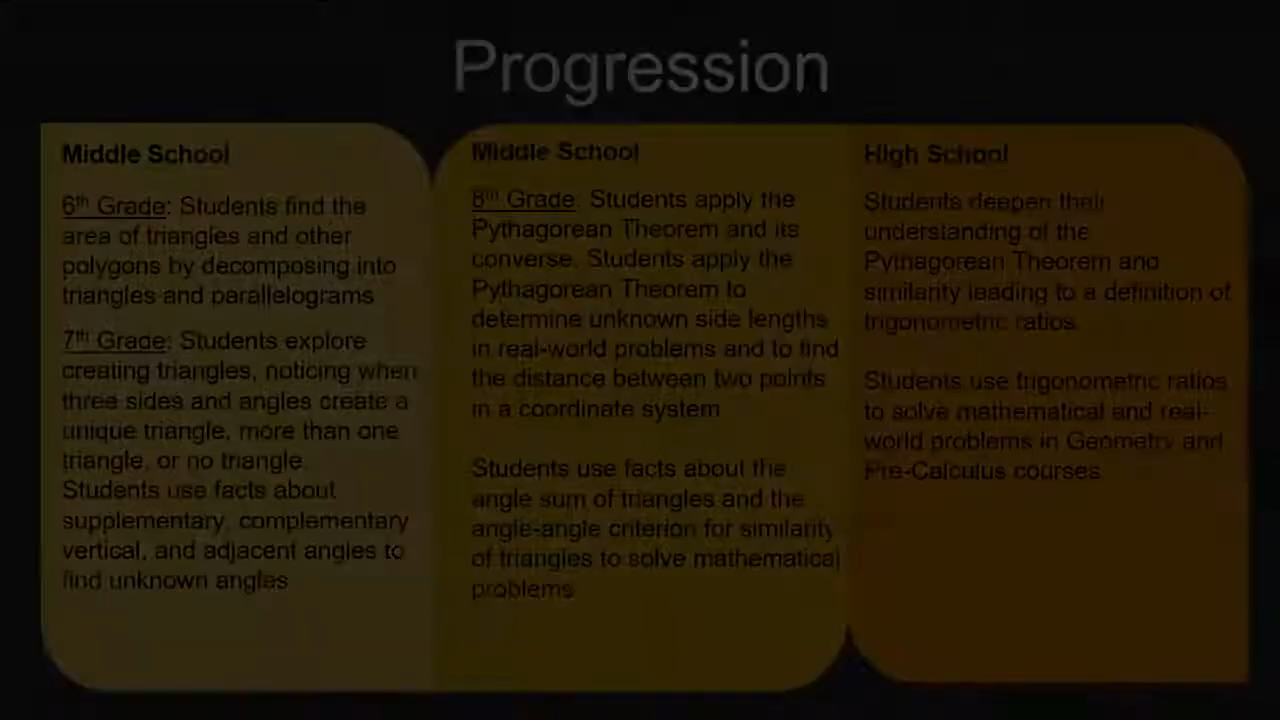 Progression
Middle School
6th Grade: Students find the
area of triangles and other
polygons by decomposing into
triangles and parallelograms
7th Grade: Students explore
creating triangles, noticing when
three sides and angles create a
unique triangle, more than one
triangle, or no triangle.
Students use facts about
supplementary, complementary
vertical, and adjacent angles to
find unknown angles
Middle School
8th Grade: Students apply the
Pythagorean Theorem and its
converse. Students apply the
Pythagorean Theorem to
determine unknown side lengths
in real-world problems and to find
the distance between two points
in a coordinate system
Students use facts about the
angle sum of triangles and the
angle-angle criterion for similarity
of triangles to solve mathematical
problems
High School
Students deepen their
understanding of the
Pythagorean Theorem and
similarity leading to a definition of
trigonometric ratios
Students use trigonometric ratios
to solve mathematical and real-
world problems in Geometry and
Pre-Calculus courses